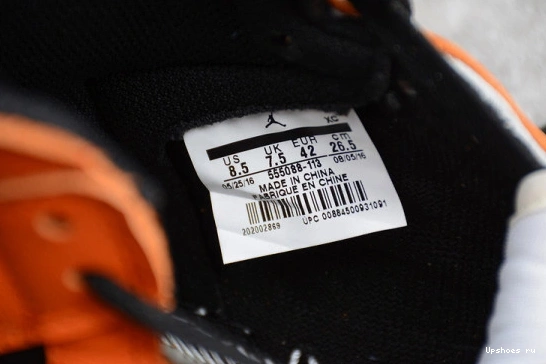 XC
US UK EUR cm
8.5 7.5 42 26.5
05/25/16 08/05/16
555088-113
MADE IN CHINA
FABRIQUE EN CHINE
202002869 UPC 00884500931091
Upshoes ru